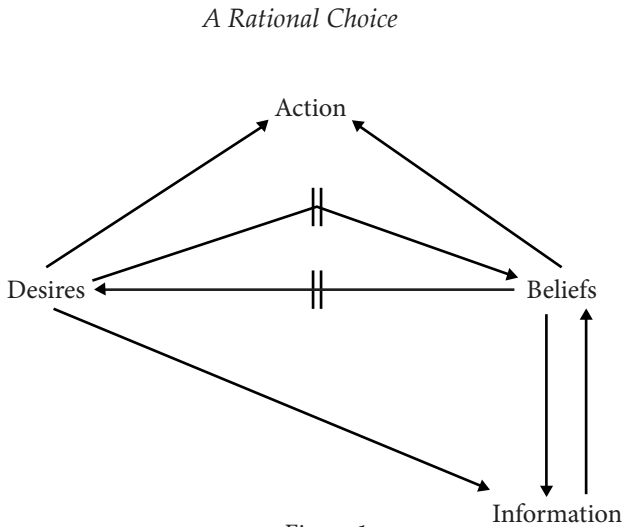 A Rational Choice
Action
Desires
Beliefs
Information
Figure 1